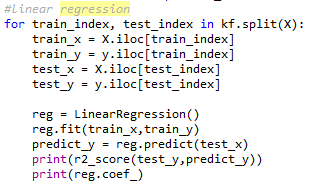 #linear regression
for train_index, test_index in kf.split(X):
    train_x = X.iloc[train_index]
    train_y = y.iloc[train_index]
    test_x = X.iloc[test_index]
    test_y = y.iloc[test_index]

    reg = LinearRegression()
    reg.fit(train_x,train_y)
    predict_y = reg.predict(test_x)
    print(r2_score(test_y,predict_y))
    print(reg.coef_)